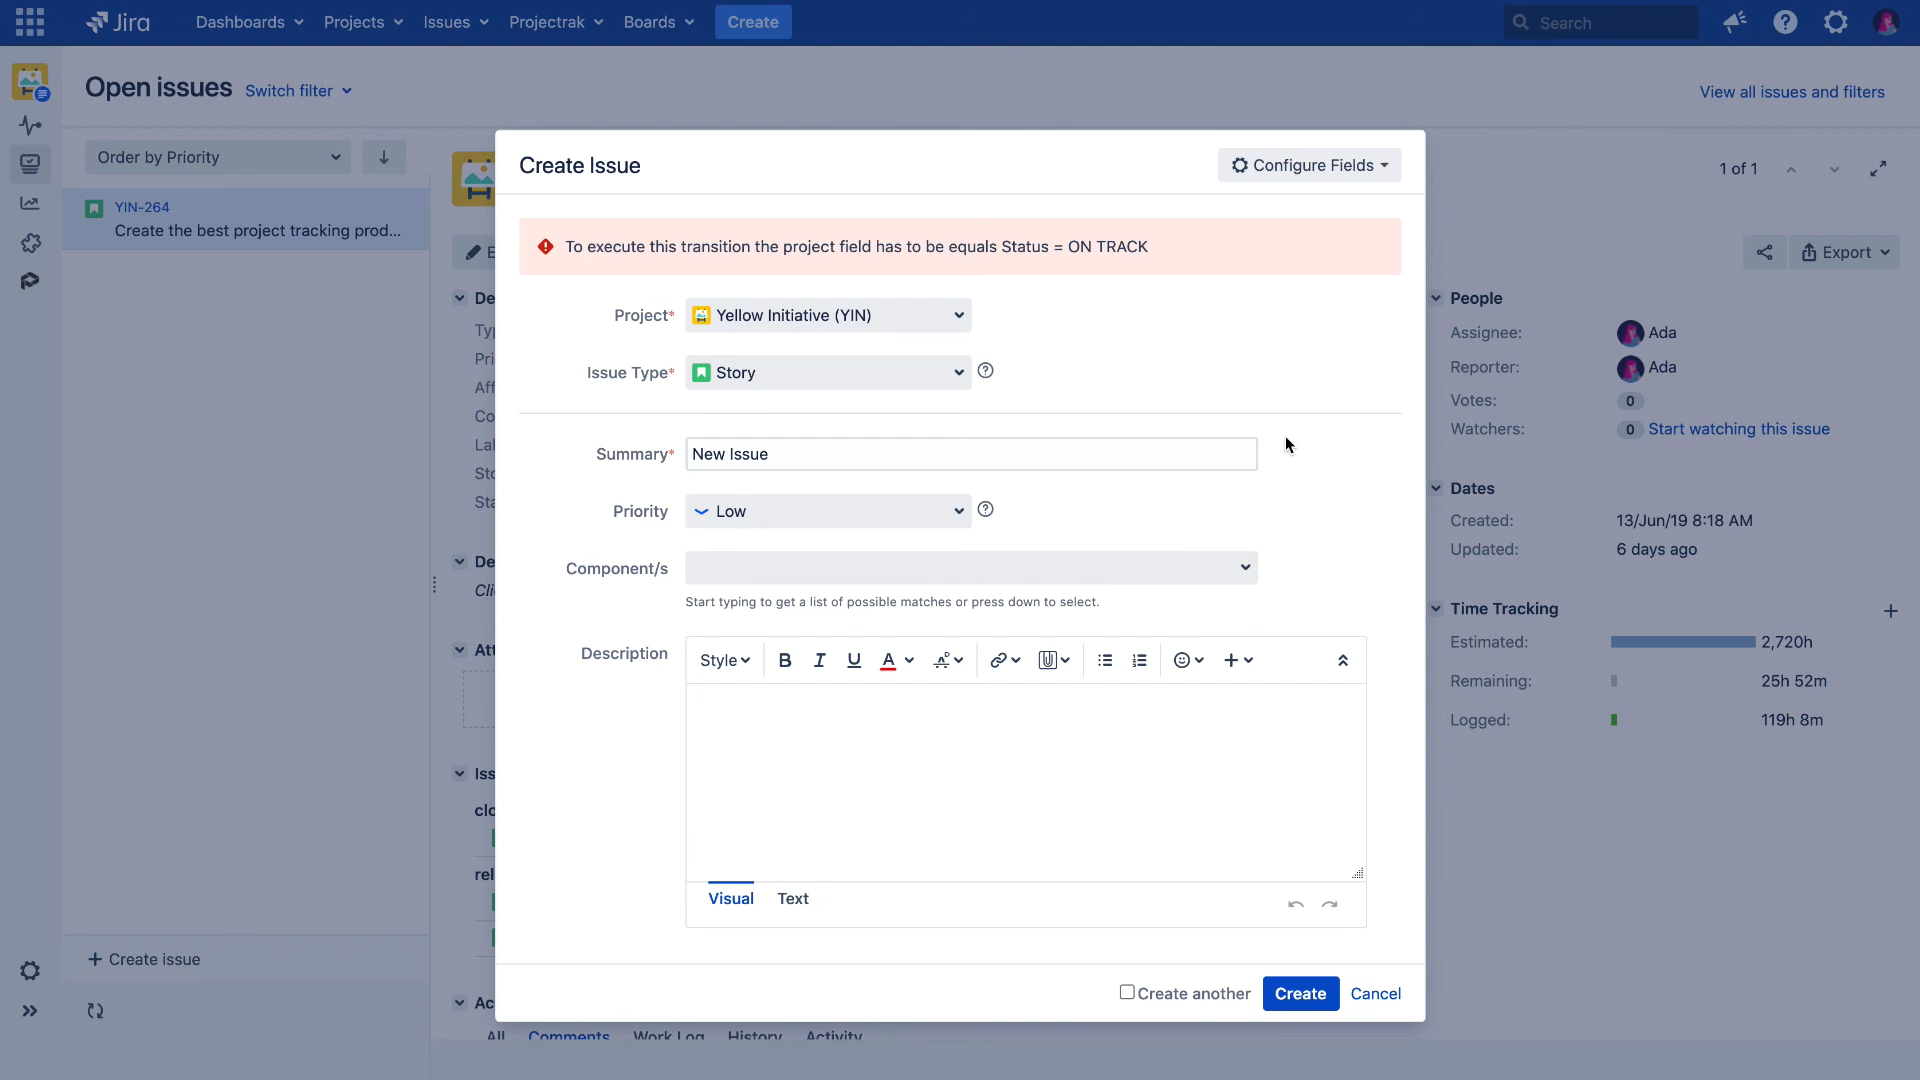 Jira
Dashboards
Projects
Issues
Projectrak
Boards
Create
Search
Open issues
Switch filter
View all issues and filters
Order by Priority
YIN-264
Create the best project tracking prod...
1 of 1
Export
Create Issue
Configure Fields
To execute this transition the project field has to be equals Status = ON TRACK
Project*
Yellow Initiative (YIN)
Issue Type*
Story
Summary*
New Issue
Priority
Low
Component/s
Start typing to get a list of possible matches or press down to select.
Description
Style
Visual
Text
Create another
Create
Cancel
People
Assignee:
Ada
Reporter:
Ada
Votes:
0
Watchers:
0 Start watching this issue
Dates
Created:
13/Jun/19 8:18 AM
Updated:
6 days ago
Time Tracking
Estimated:
2,720h
Remaining:
25h 52m
Logged:
119h 8m
+ Create issue
All
Comments
Work Log
History
Activity